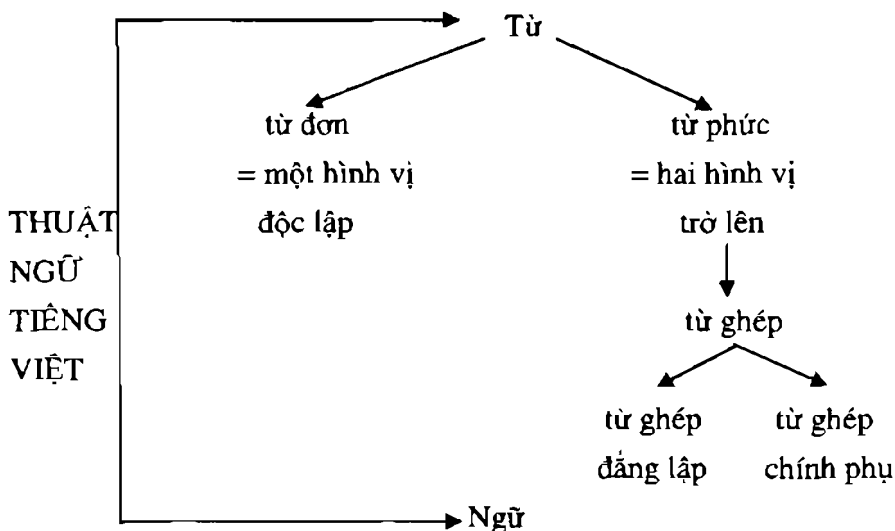 Từ
từ đơn
= một hình vị
độc lập
từ phức
= hai hình vị
trở lên
THUẬT
NGỮ
TIẾNG
VIỆT
từ ghép
từ ghép
đẳng lập
từ ghép
chính phụ
Ngữ